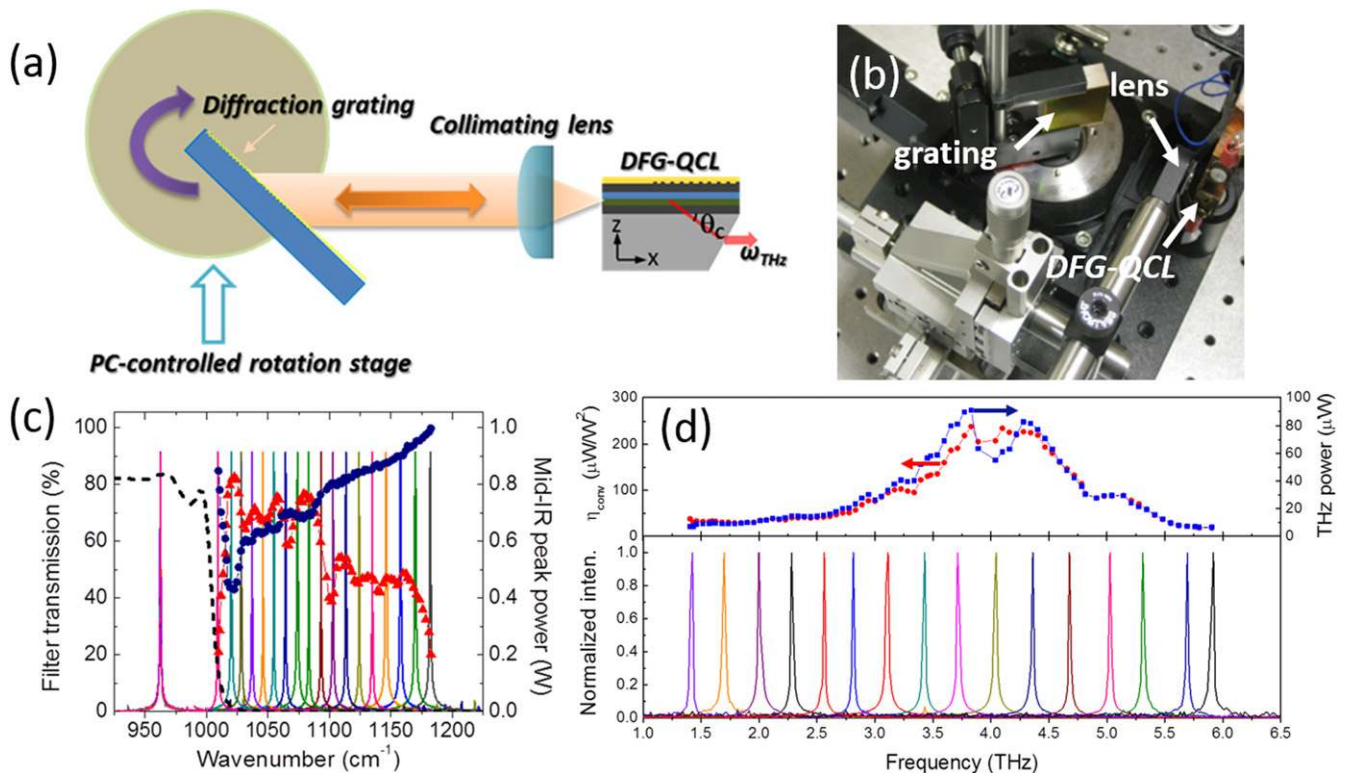 (a)
Diffraction grating
Collimating lens
DFG-QCL
θc
Z
X
ωTHz
PC-controlled rotation stage
(b)
lens
grating
DFG-QCL
(c)
Filter transmission (%)
100
80
60
40
20
0
950 1000 1050 1100 1150 1200
Wavenumber (cm-1)
1.0
0.8
0.6
0.4
0.2
0.0
Mid-IR peak power (W)
(d)
ηconv (μW/W2)
300
200
100
0
100
80
60
40
20
0
THz power (μW)
Normalized inten.
1.0
0.8
0.6
0.4
0.2
0.0
1.0 1.5 2.0 2.5 3.0 3.5 4.0 4.5 5.0 5.5 6.0 6.5
Frequency (THz)